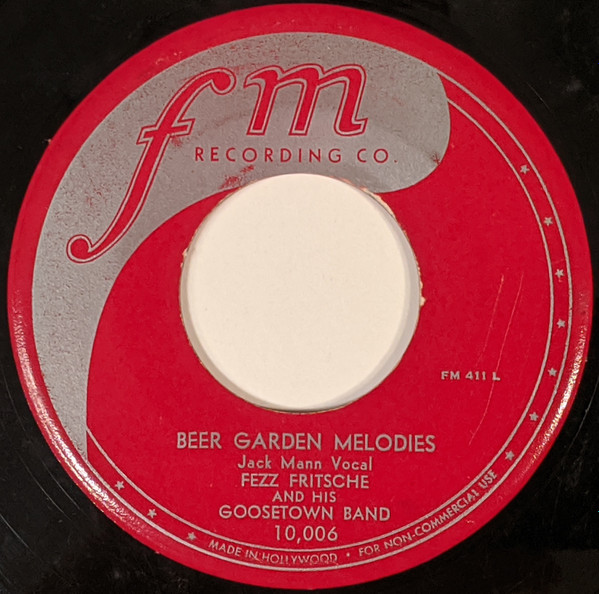 fm
RECORDING CO.
FM 411 L
BEER GARDEN MELODIES
Jack Mann Vocal
FEZZ FRITSCHE
AND HIS
GOOSETOWN BAND
10,006
MADE IN HOLLYWOOD • FOR NON-COMMERCIAL USE